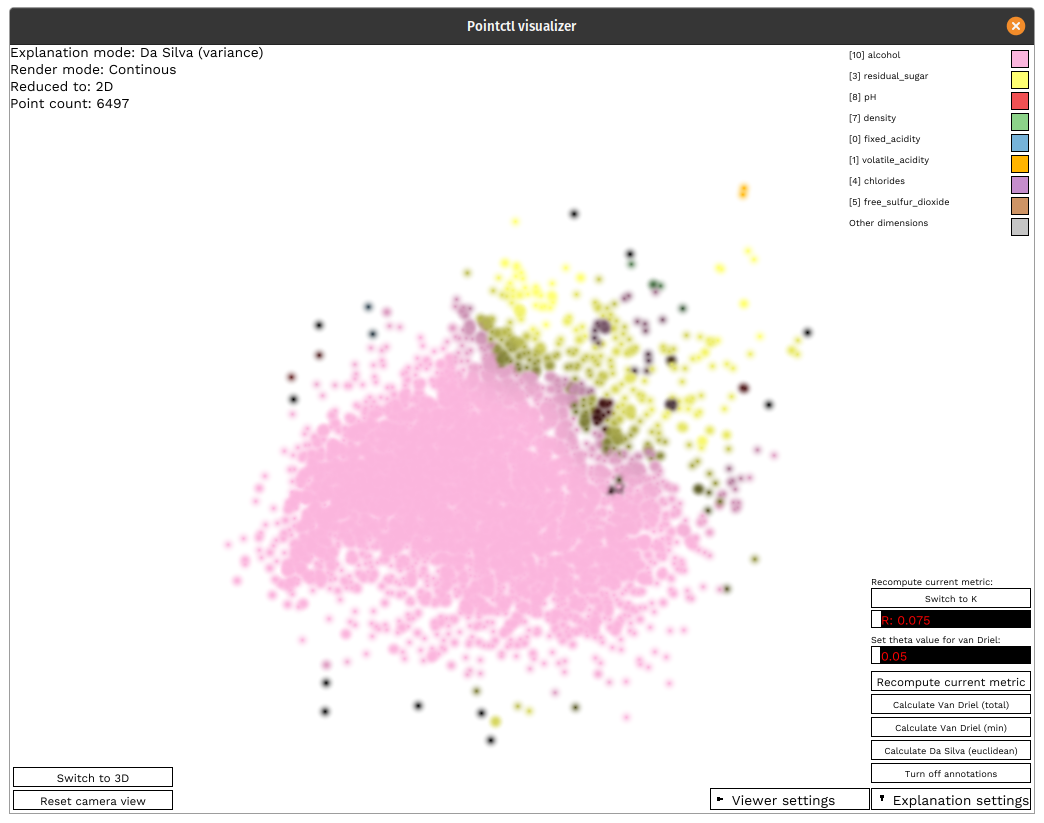 Pointctl visualizer
Explanation mode: Da Silva (variance)
Render mode: Continous
Reduced to: 2D
Point count: 6497
[10] alcohol
[3] residual_sugar
[8] pH
[7] density
[0] fixed_acidity
[1] volatile_acidity
[4] chlorides
[5] free_sulfur_dioxide
Other dimensions
Recompute current metric:
Switch to K
R: 0.075
Set theta value for van Driel:
0.05
Recompute current metric
Calculate Van Driel (total)
Calculate Van Driel (min)
Calculate Da Silva (euclidean)
Turn off annotations
Switch to 3D
Reset camera view
Viewer settings
Explanation settings